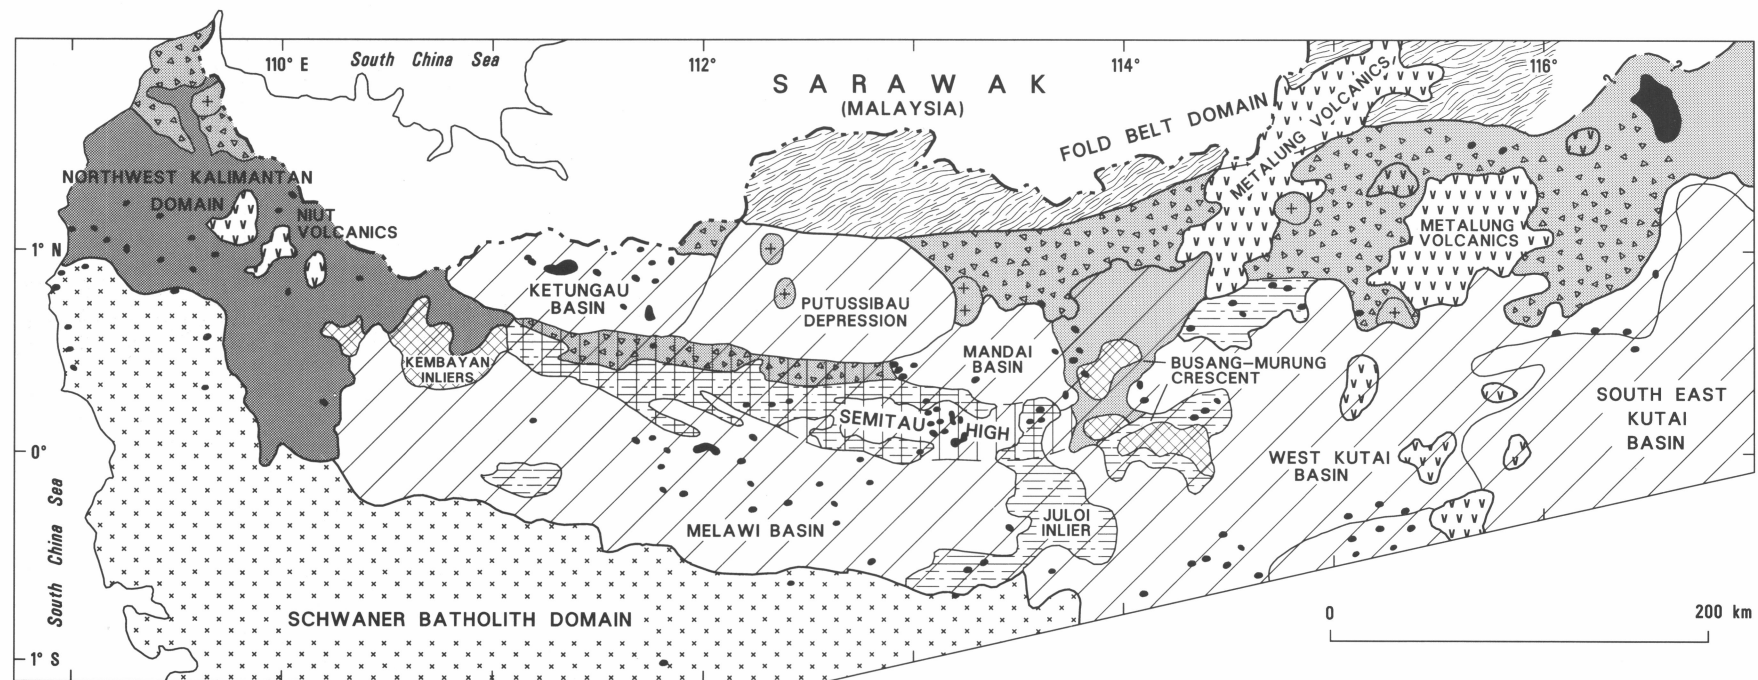 110° E
South China Sea
112°
SARAWAK
(MALAYSIA)
114°
116°
FOLD BELT DOMAIN
METALUNG VOLCANICS
NORTHWEST KALIMANTAN
DOMAIN
NIUT
VOLCANICS
1° N
KETUNGAU
BASIN
PUTUSSIBAU
DEPRESSION
METALUNG
VOLCANICS
KEMBAYAN
INLIERS
MANDAI
BASIN
BUSANG–MURUNG
CRESCENT
SOUTH EAST
KUTAI
BASIN
SEMITAU HIGH
0°
WEST KUTAI
BASIN
MELAWI BASIN
JULOI
INLIER
South China Sea
SCHWANER BATHOLITH DOMAIN
0 200 km
1° S